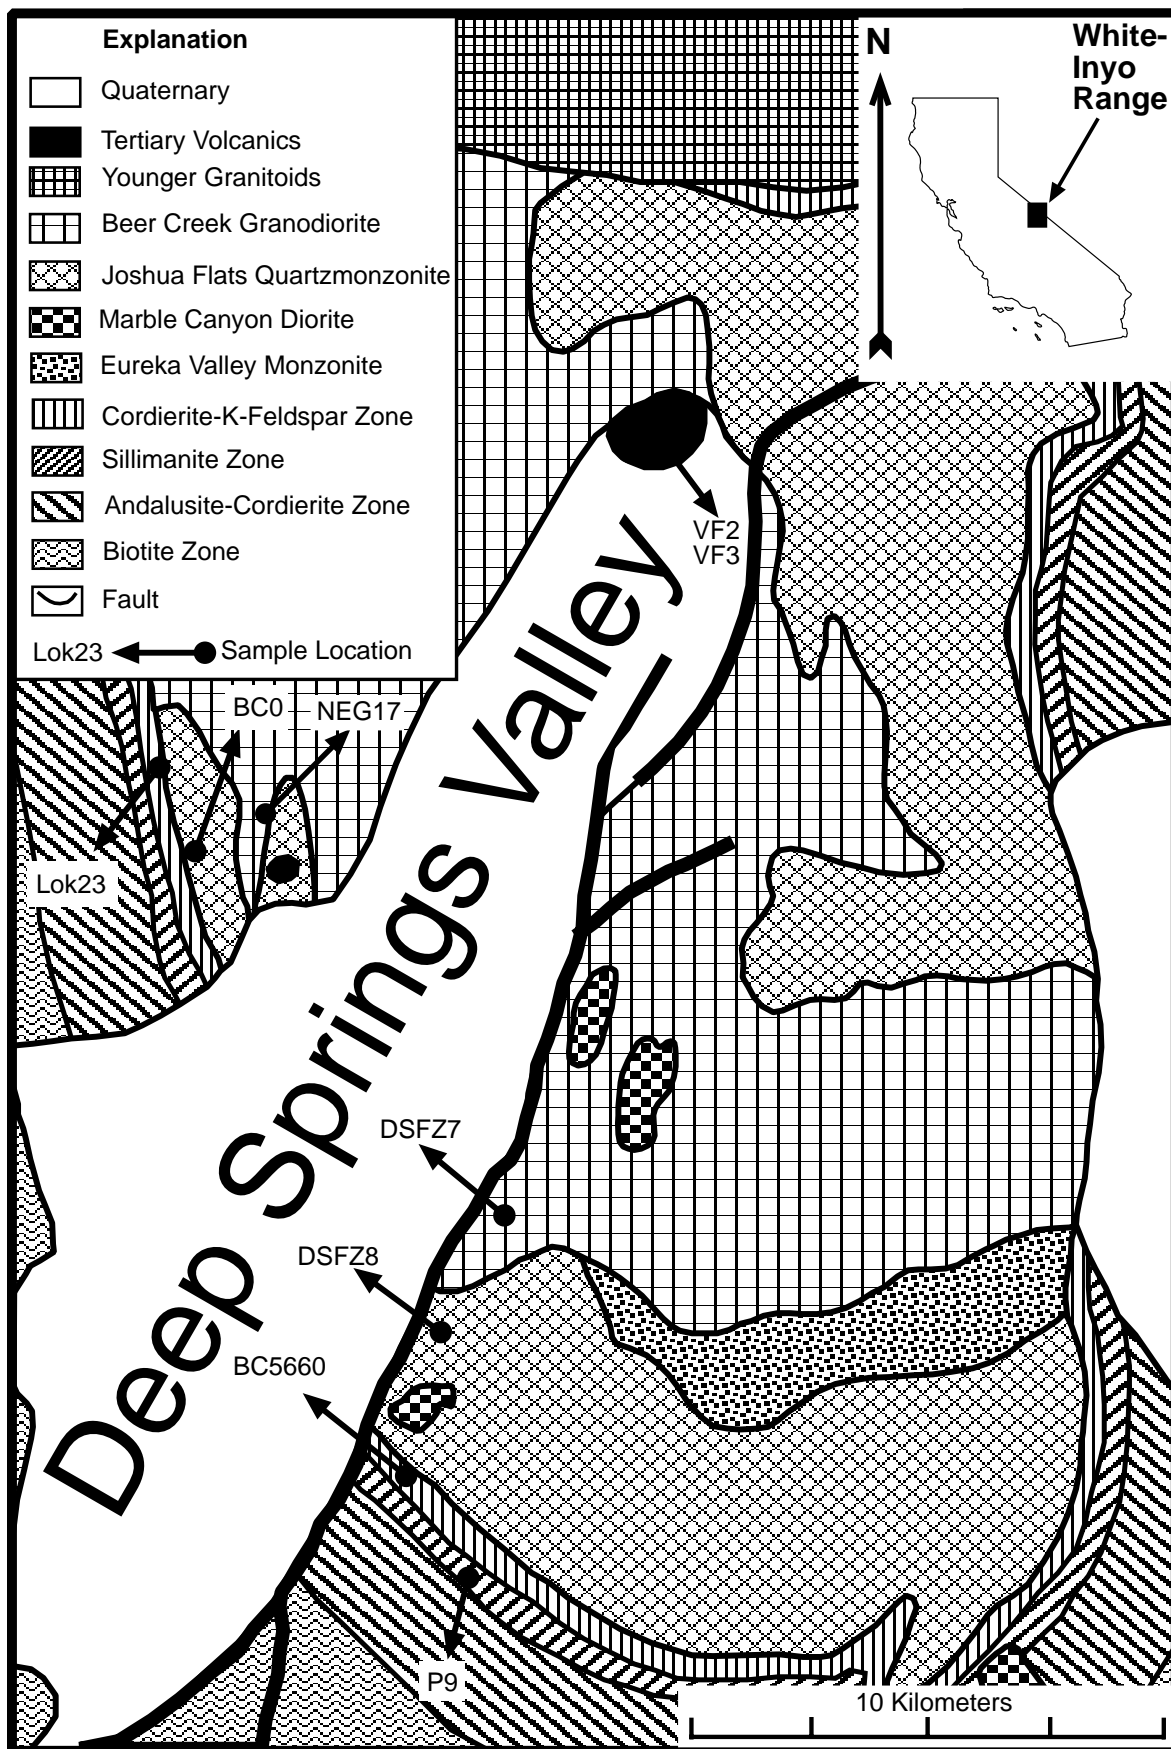 Explanation
Quaternary
Tertiary Volcanics
Younger Granitoids
Beer Creek Granodiorite
Joshua Flats Quartzmonzonite
Marble Canyon Diorite
Eureka Valley Monzonite
Cordierite-K-Feldspar Zone
Sillimanite Zone
Andalusite-Cordierite Zone
Biotite Zone
Fault
Lok23 Sample Location
N
White-
Inyo
Range
VF2
VF3
BC0
NEG17
Lok23
Deep Springs Valley
DSFZ7
DSFZ8
BC5660
P9
10 Kilometers